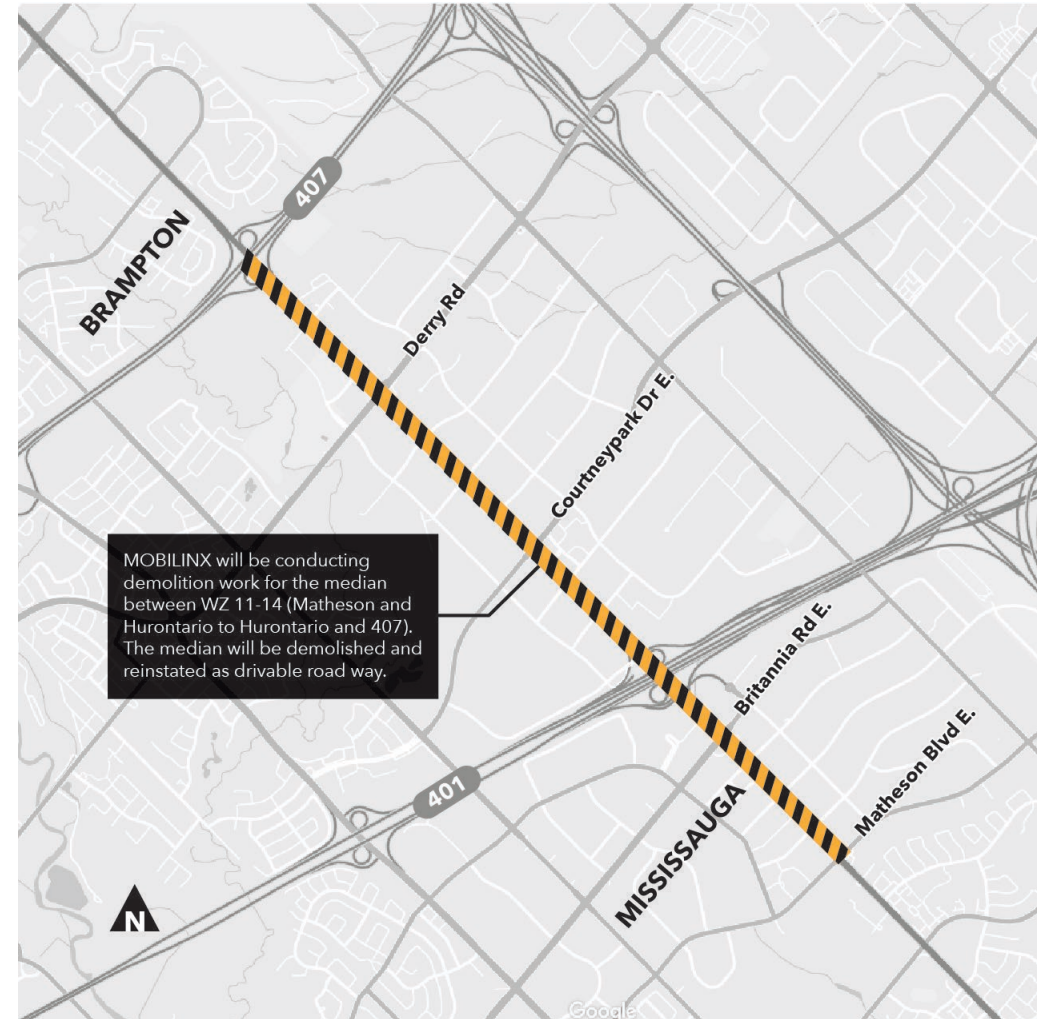 407
BRAMPTON
Derry Rd
Courtneypark Dr E.
MOBILINX will be conducting
demolition work for the median
between WZ 11-14 (Matheson and
Hurontario to Hurontario and 407).
The median will be demolished and
reinstated as drivable road way.
Britannia Rd E.
Matheson Blvd E.
401
MISSISSAUGA
N
Google